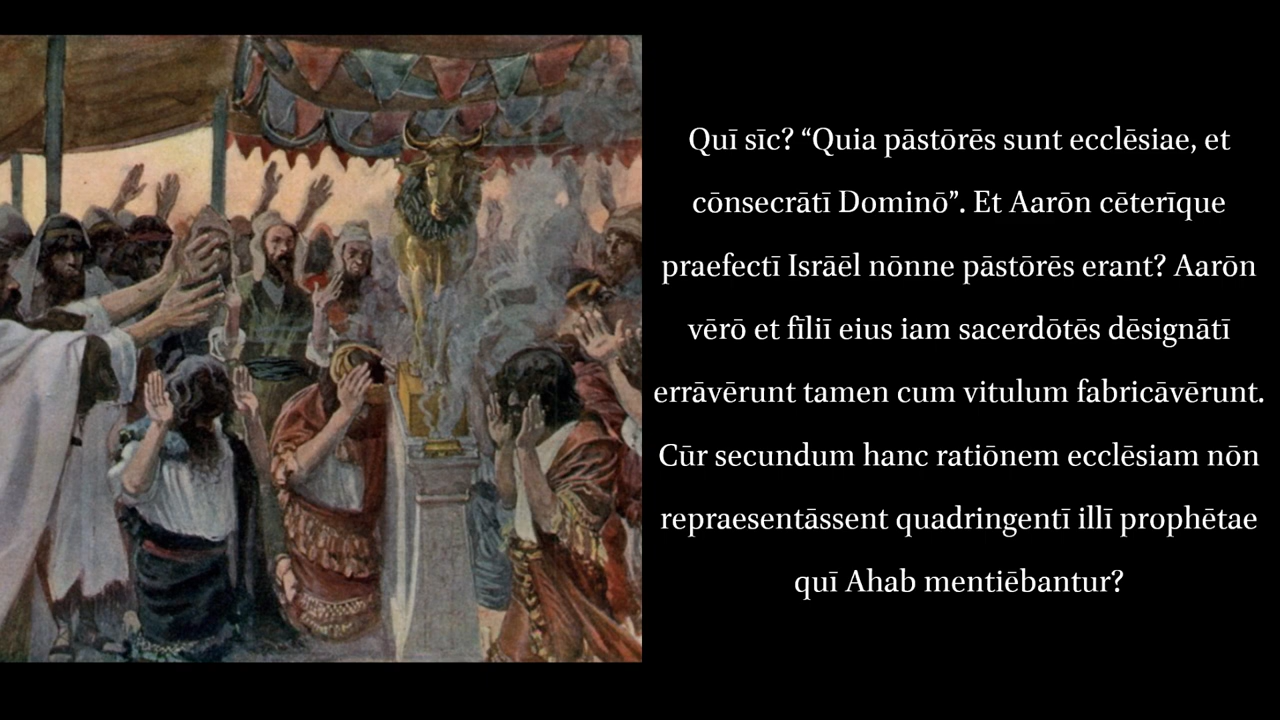 Quī sīc? “Quia pāstōrēs sunt ecclēsiae, et
cōnsecrātī Dominō”. Et Aarōn cēterīque
praefectī Isrāēl nōnne pāstōrēs erant? Aarōn
vērō et fīliī eius iam sacerdōtēs dēsignātī
errāvērunt tamen cum vitulum fabricāvērunt.
Cūr secundum hanc ratiōnem ecclēsiam nōn
repraesentāssent quadringentī illī prophētae
quī Ahab mentiēbantur?